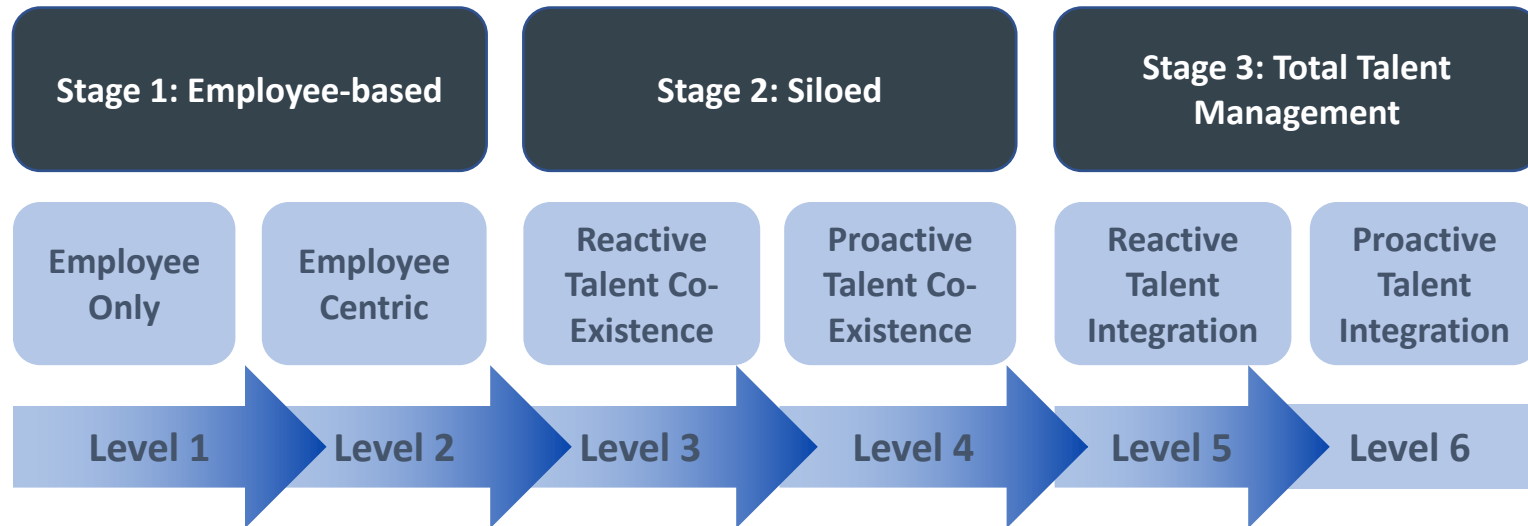 Stage 1: Employee-based
Stage 2: Siloed
Stage 3: Total Talent
Management
Employee
Only
Employee
Centric
Reactive
Talent Co-
Existence
Proactive
Talent Co-
Existence
Reactive
Talent
Integration
Proactive
Talent
Integration
Level 1
Level 2
Level 3
Level 4
Level 5
Level 6